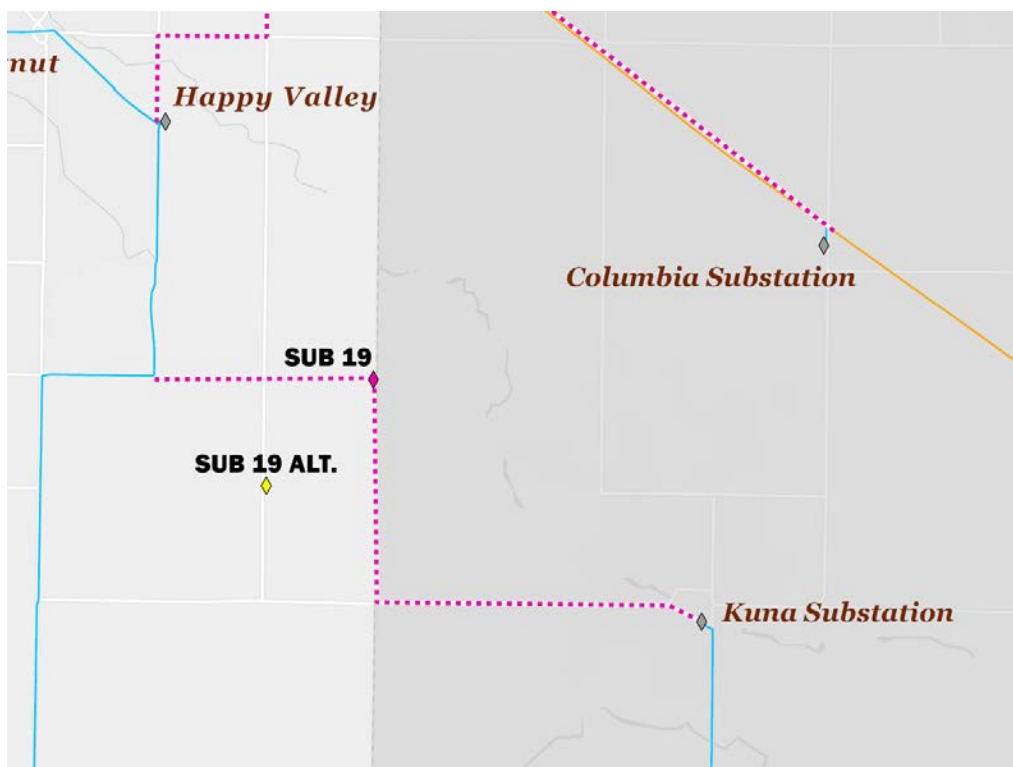 nut
Happy Valley
Columbia Substation
SUB 19
SUB 19 ALT.
Kuna Substation